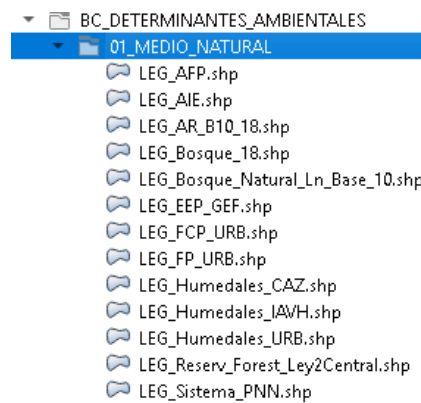 BC_DETERMINANTES_AMBIENTALES
01_MEDIO_NATURAL
LEG_AFP.shp
LEG_AIE.shp
LEG_AR_B10_18.shp
LEG_Bosque_18.shp
LEG_Bosque_Natural_Ln_Base_10.shp
LEG_EEP_GEF.shp
LEG_FCP_URB.shp
LEG_FP_URB.shp
LEG_Humedales_CAZ.shp
LEG_Humedales_IAVH.shp
LEG_Humedales_URB.shp
LEG_Reserv_Forest_Ley2Central.shp
LEG_Sistema_PNN.shp